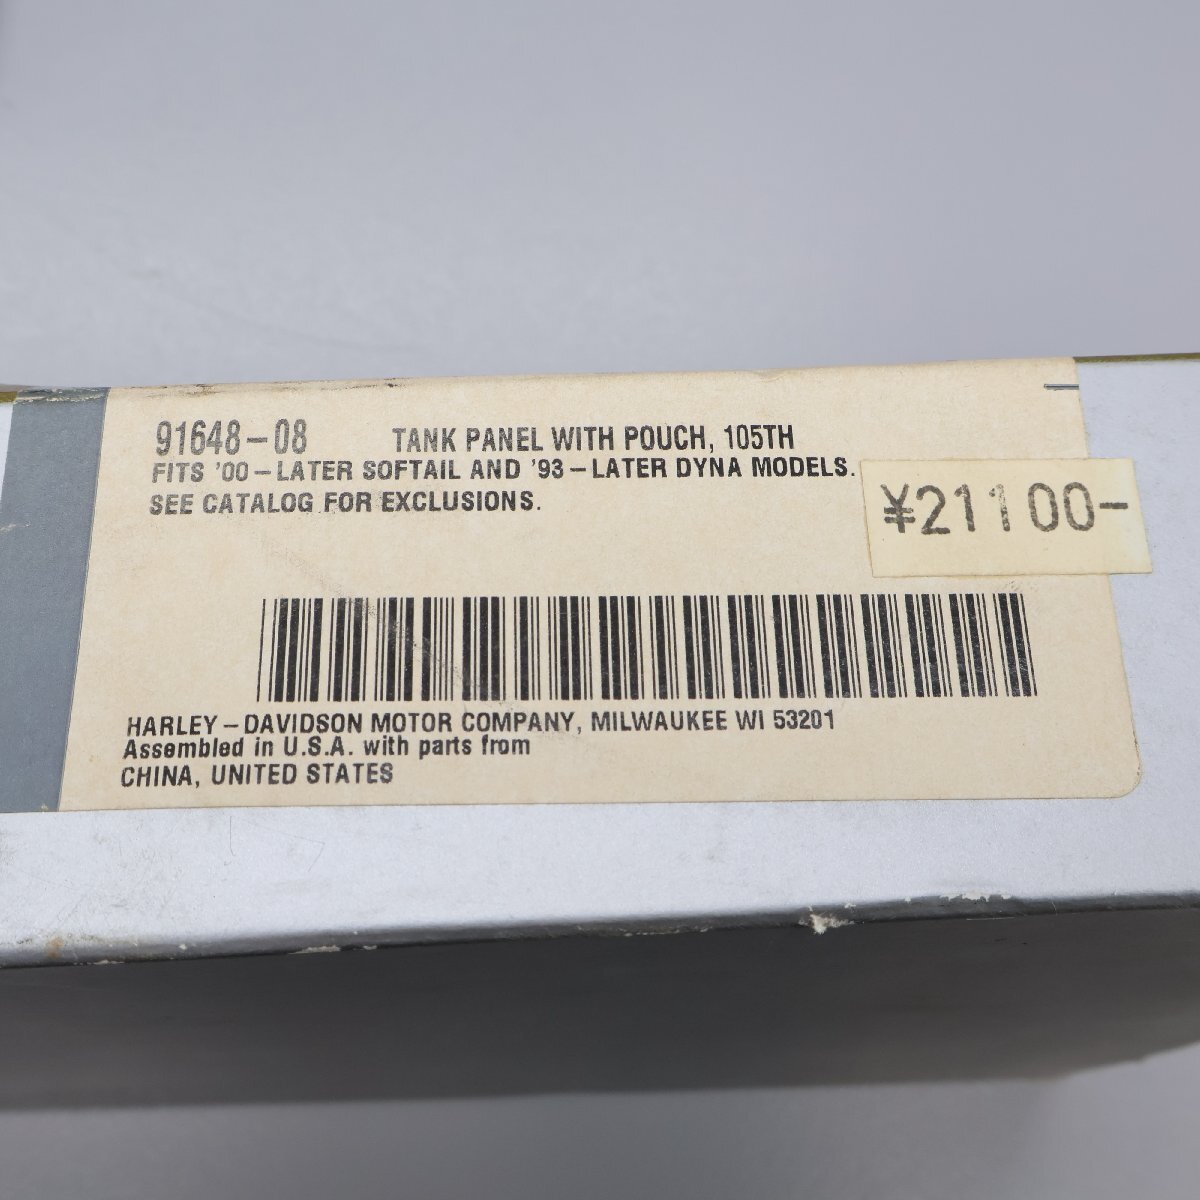 91648-08 TANK PANEL WITH POUCH, 105TH
FITS '00-LATER SOFTAIL AND '93-LATER DYNA MODELS.
SEE CATALOG FOR EXCLUSIONS.
¥21100-
HARLEY-DAVIDSON MOTOR COMPANY, MILWAUKEE WI 53201
Assembled in U.S.A. with parts from
CHINA, UNITED STATES